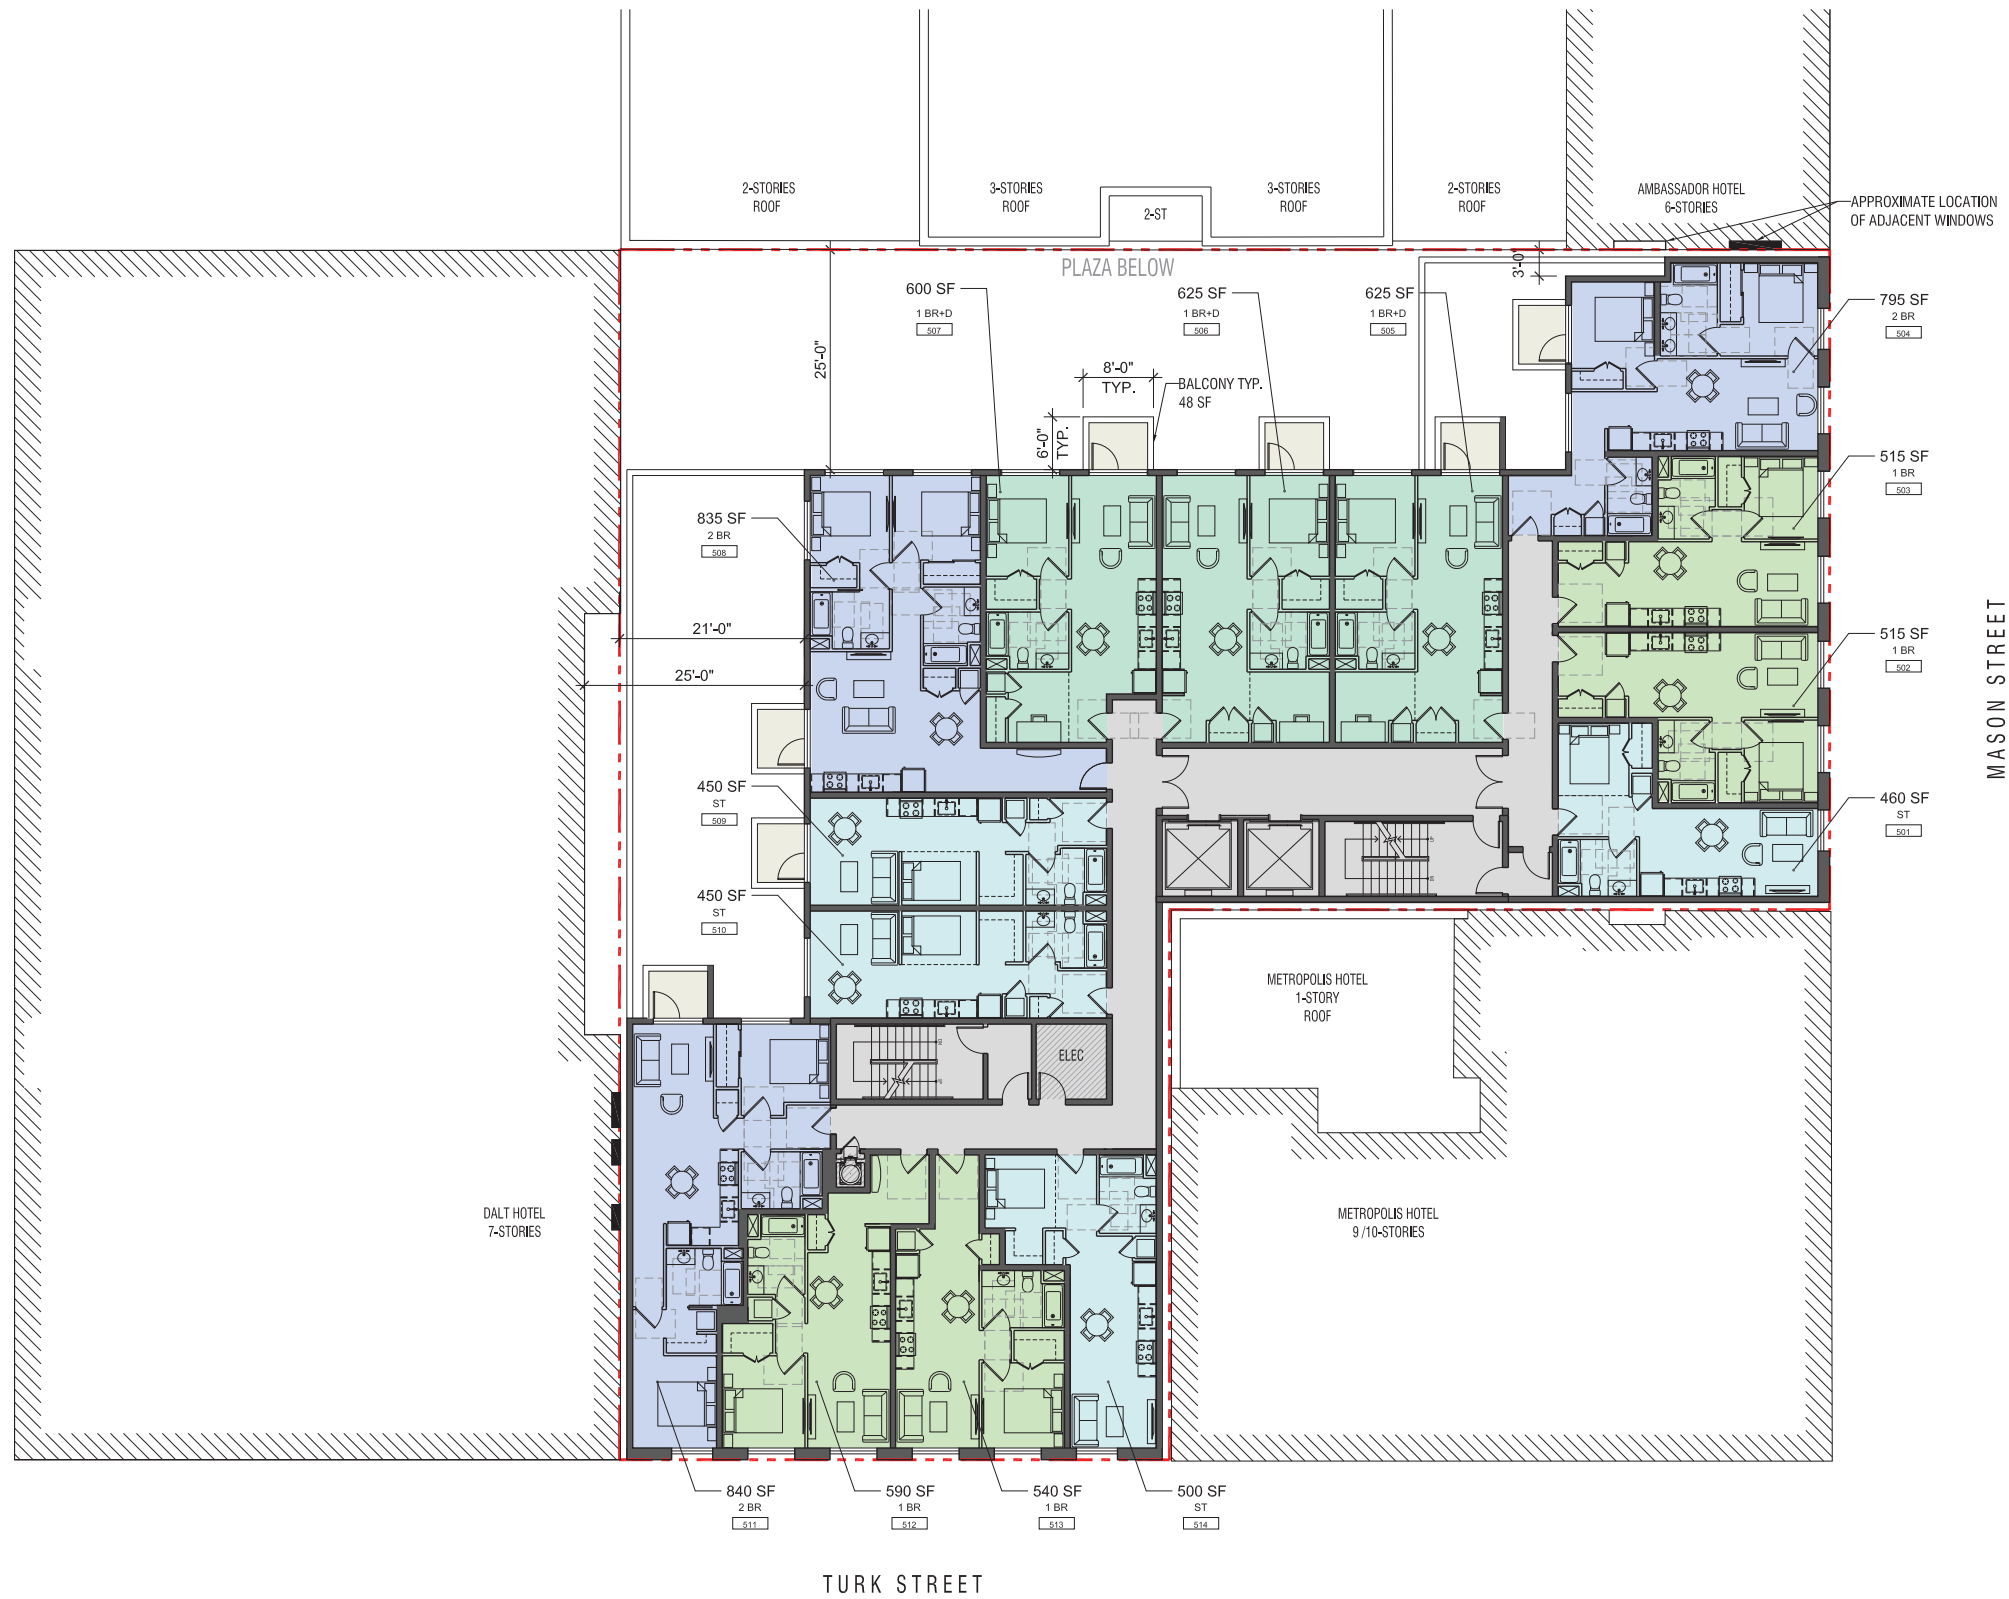 2-STORIES
ROOF
3-STORIES
ROOF
2-ST
3-STORIES
ROOF
2-STORIES
ROOF
AMBASSADOR HOTEL
6-STORIES
APPROXIMATE LOCATION
OF ADJACENT WINDOWS
PLAZA BELOW
3'-0"
600 SF
1 BR+D
507
625 SF
1 BR+D
506
625 SF
1 BR+D
505
795 SF
2 BR
504
25'-0"
8'-0"
TYP.
BALCONY TYP.
48 SF
6'-0"
TYP.
515 SF
1 BR
503
835 SF
2 BR
508
21'-0"
25'-0"
515 SF
1 BR
502
MASON STREET
450 SF
ST
509
460 SF
ST
501
450 SF
ST
510
METROPOLIS HOTEL
1-STORY
ROOF
ELEC
DALT HOTEL
7-STORIES
METROPOLIS HOTEL
9/10-STORIES
840 SF
2 BR
511
590 SF
1 BR
512
540 SF
1 BR
513
500 SF
ST
514
TURK STREET